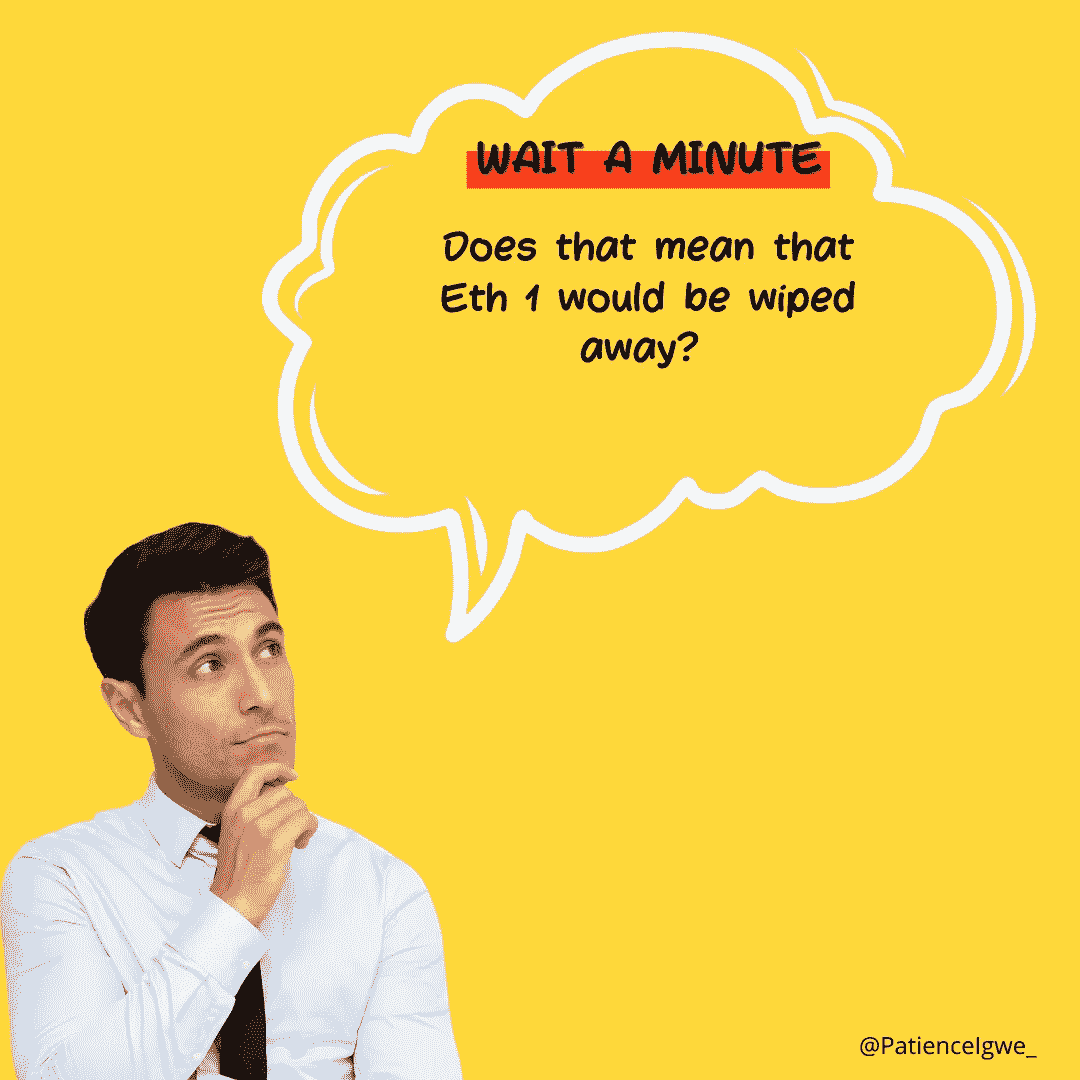 WAIT A MINUTE
Does that mean that
Eth 1 would be wiped
away?
@PatienceIgwe_